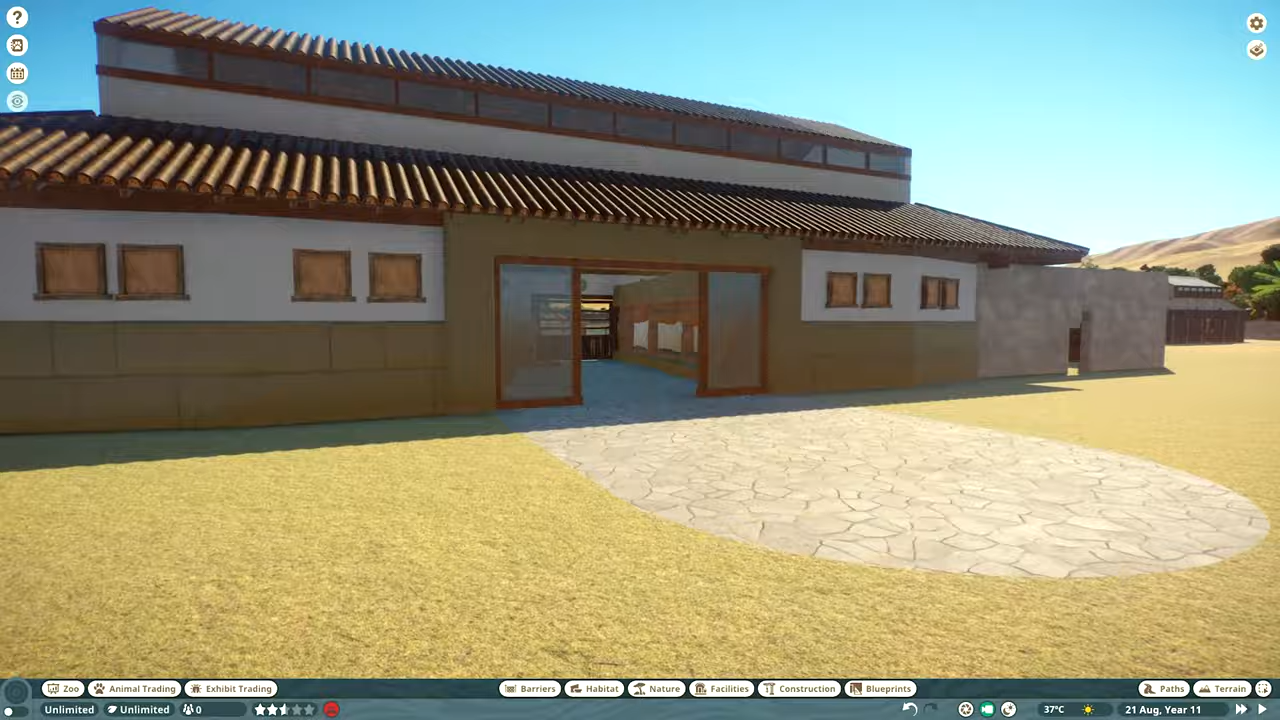 ?
Zoo Animal Trading Exhibit Trading Barriers Habitat Nature Facilities Construction Blueprints Paths Terrain
Unlimited Unlimited 0 37°C 21 Aug, Year 11